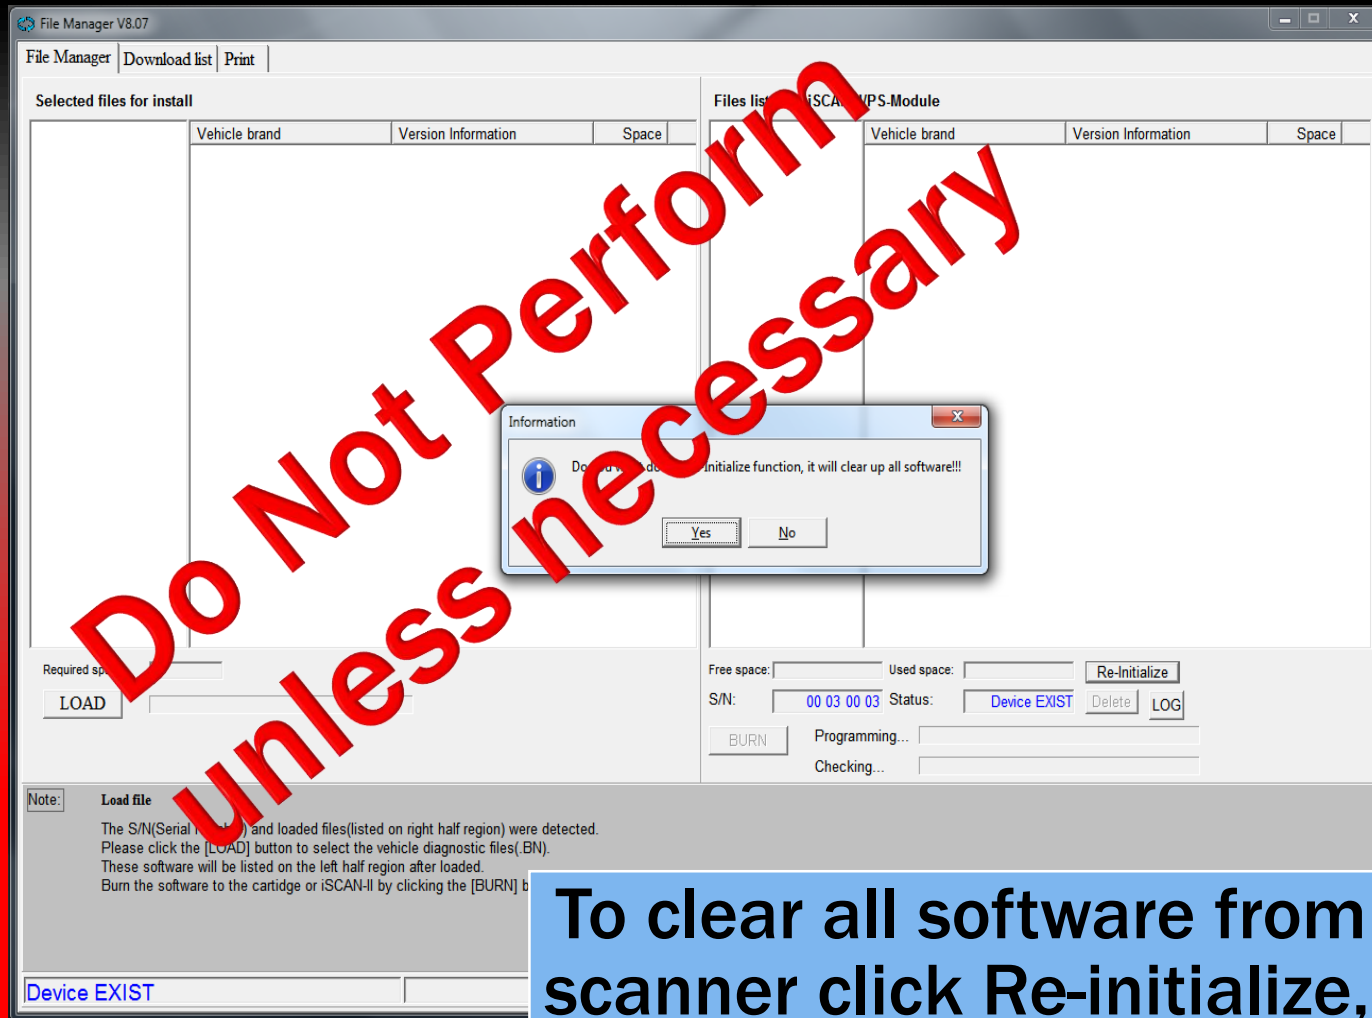 File Manager V8.07
File Manager Download list Print
Selected files for install
Files list iSCAN VPS-Module
Vehicle brand Version Information Space
Vehicle brand Version Information Space
Do Not Perform
unless necessary
Information
Initialize function, it will clear up all software!!!
Yes No
Required
LOAD
Free space: Used space: Re-Initialize
S/N: 00 03 00 03 Status: Device EXIST Delete LOG
BURN Programming...
Checking...
Note: Load file
The S/N(Serial and loaded files(listed on right half region) were detected.
Please click the [LOAD] button to select the vehicle diagnostic files(.BN).
These software will be listed on the left half region after loaded.
Burn the software to the cartidge or iSCAN-II by clicking the [BURN]
To clear all software from
scanner click Re-initialize,
Device EXIST